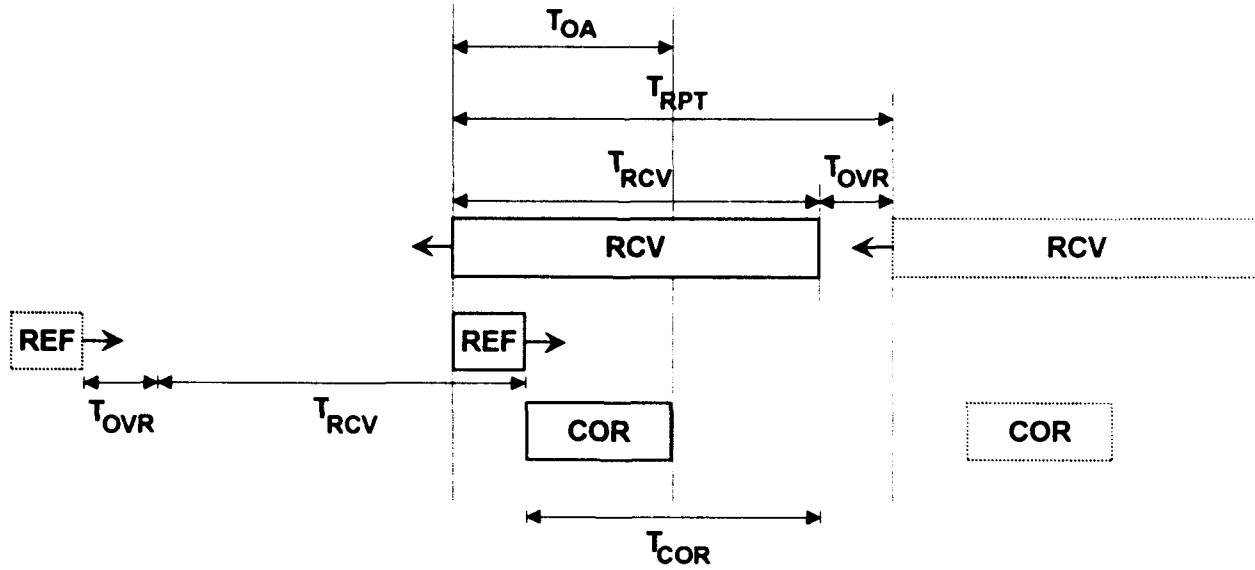 T_OA
T_RPT
T_RCV T_OVR
RCV RCV
REF REF
T_OVR T_RCV
COR COR
T_COR